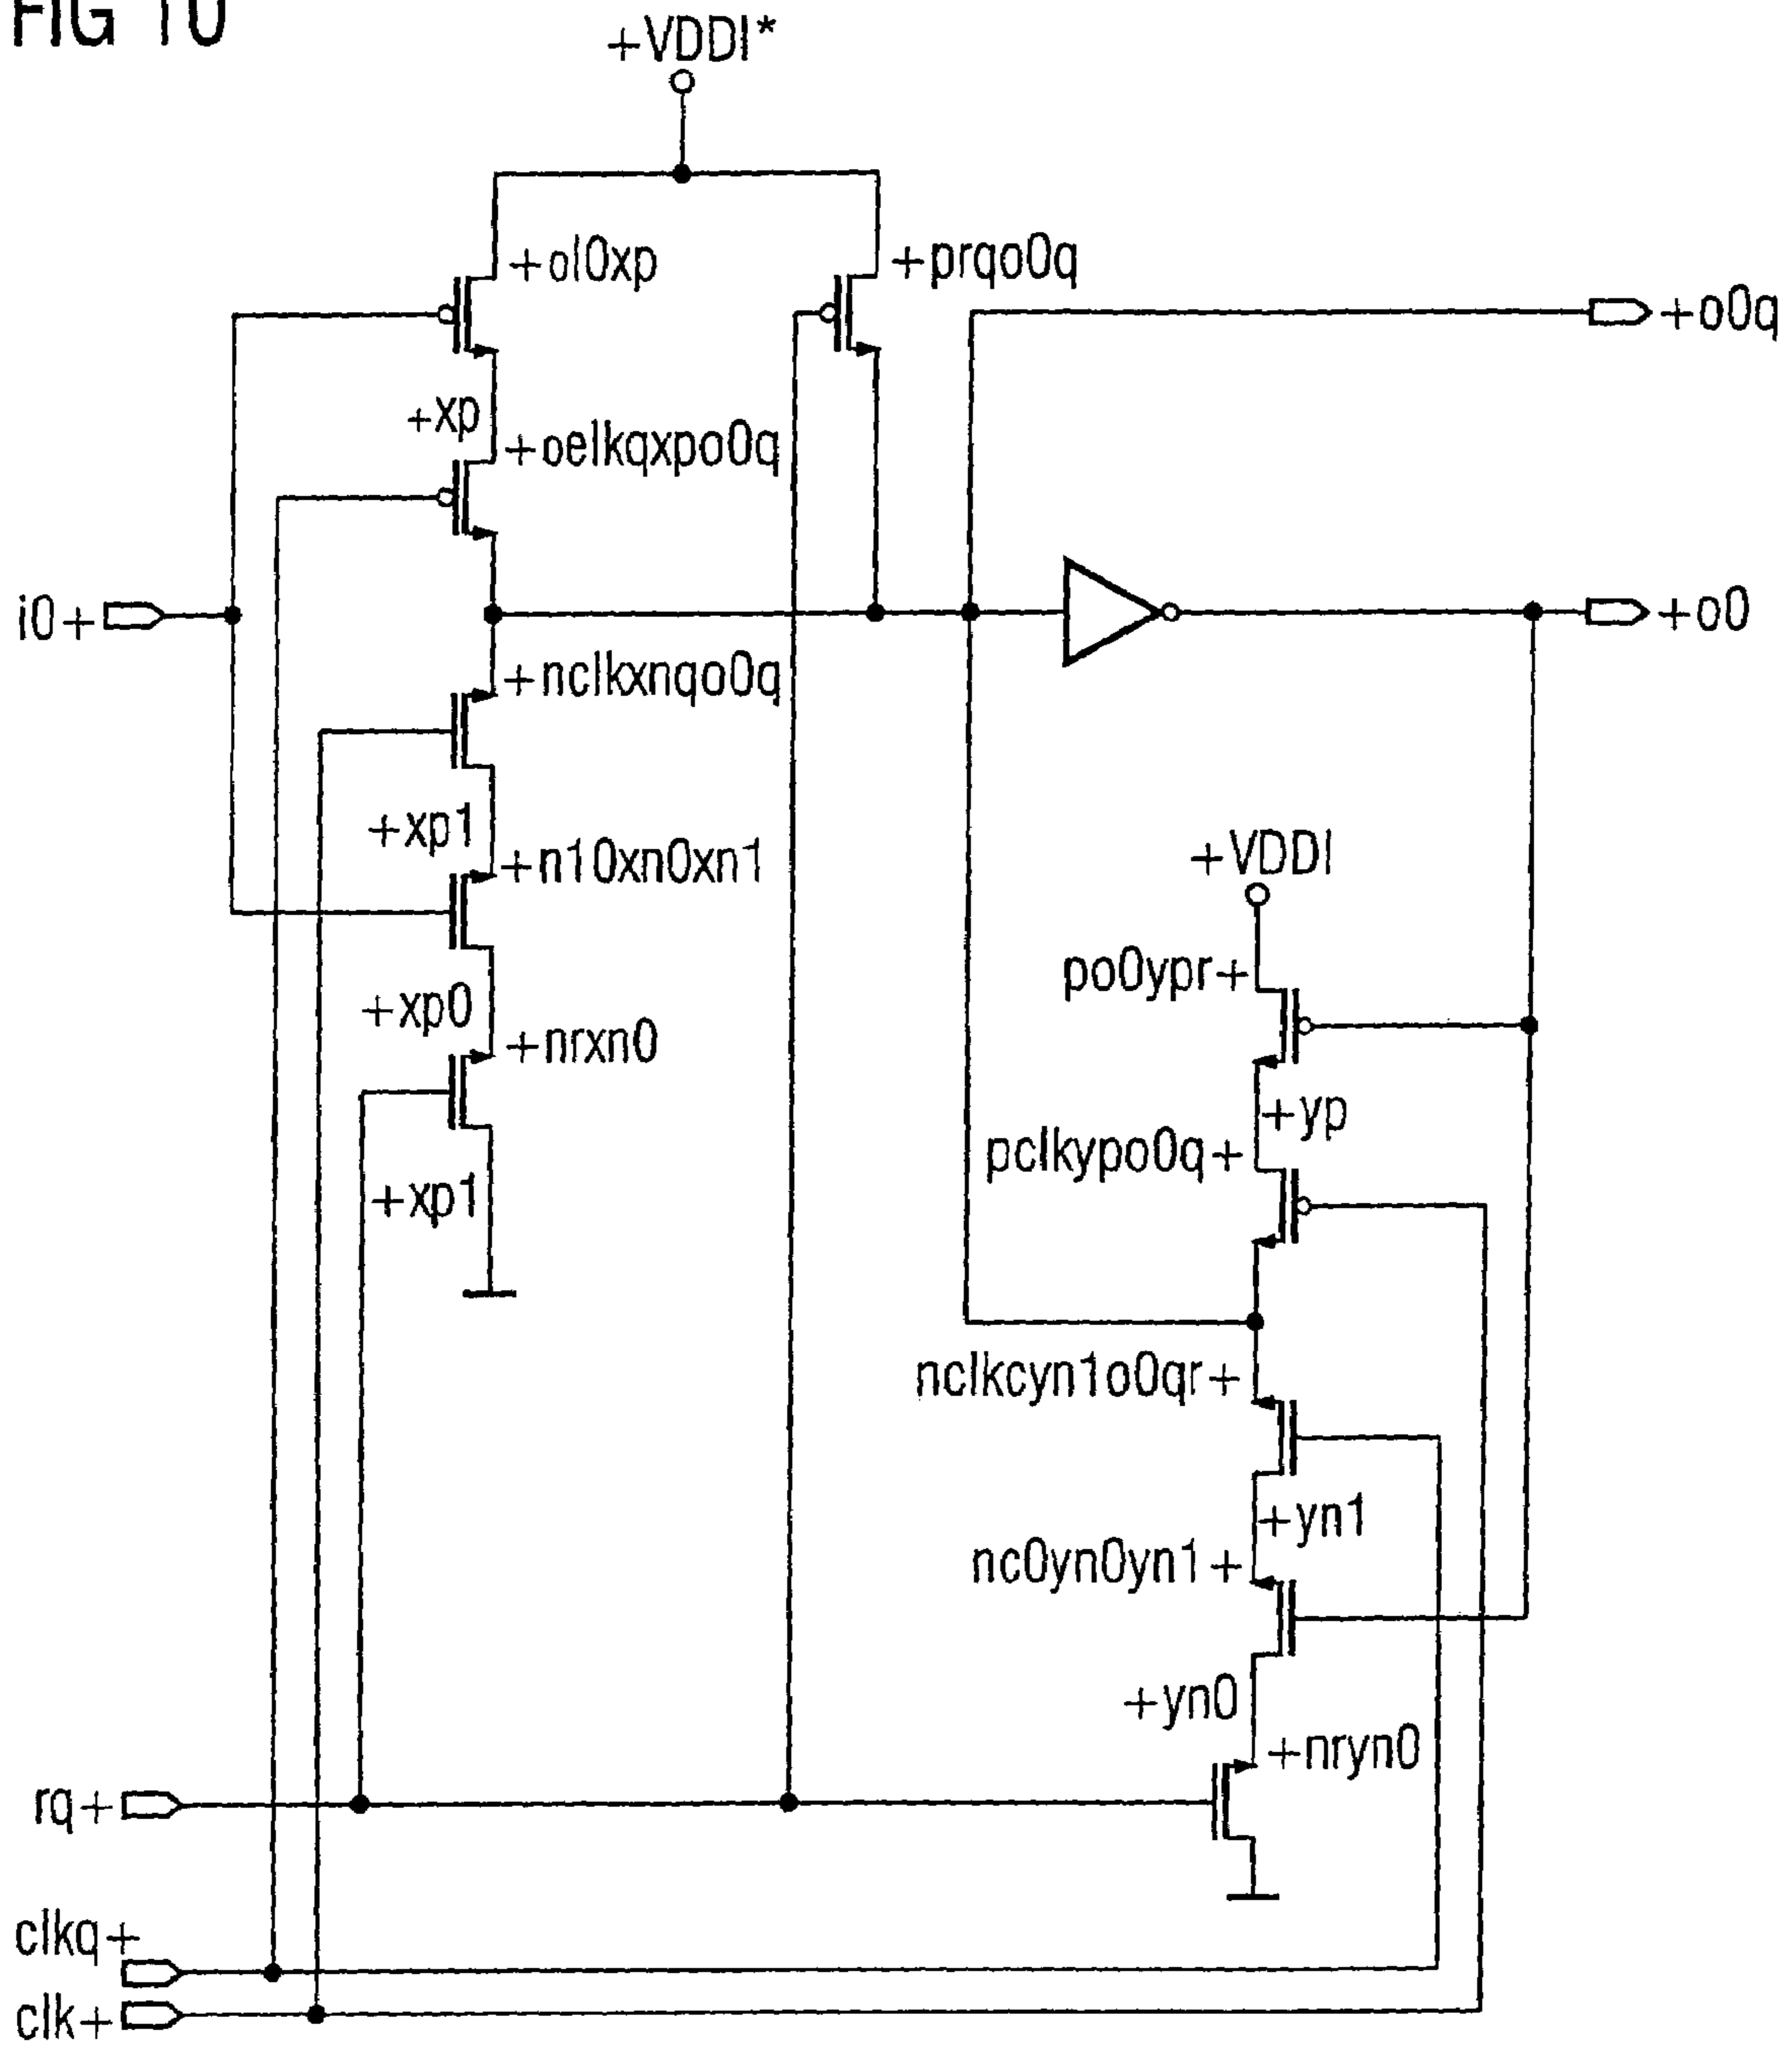 FIG 10
+VDDI*
+ol0xp
+prqo0q
+o0q
+xp
+oelkqxpo0q
i0+
+o0
+nclkxnqo0q
+xp1
+n10xn0xn1
+VDDI
po0ypr+
+xp0
+nrxn0
+yp
pclkypo0q+
+xp1
nclkcyn1o0qr+
+yn1
nc0yn0yn1+
+yn0
+nryn0
rq+
clkq+
clk+